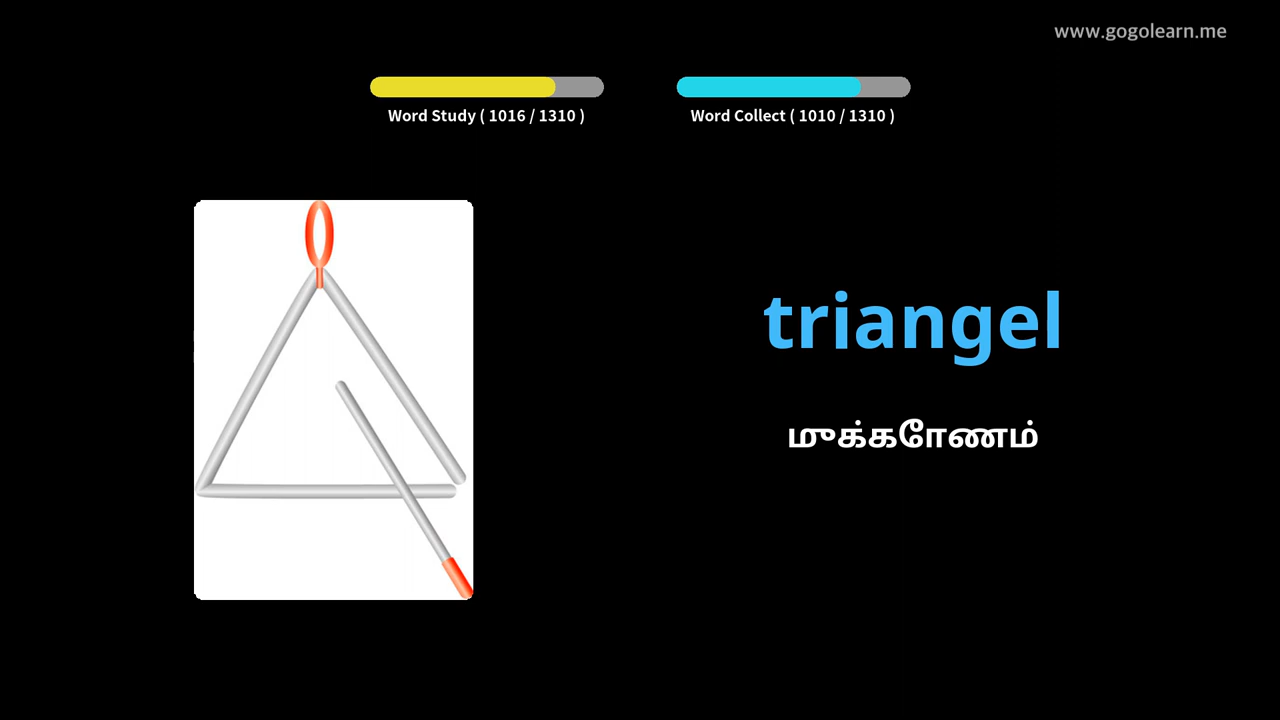 www.gogolearn.me
Word Study ( 1016 / 1310 )
Word Collect ( 1010 / 1310 )
triangel
முக்கோணம்